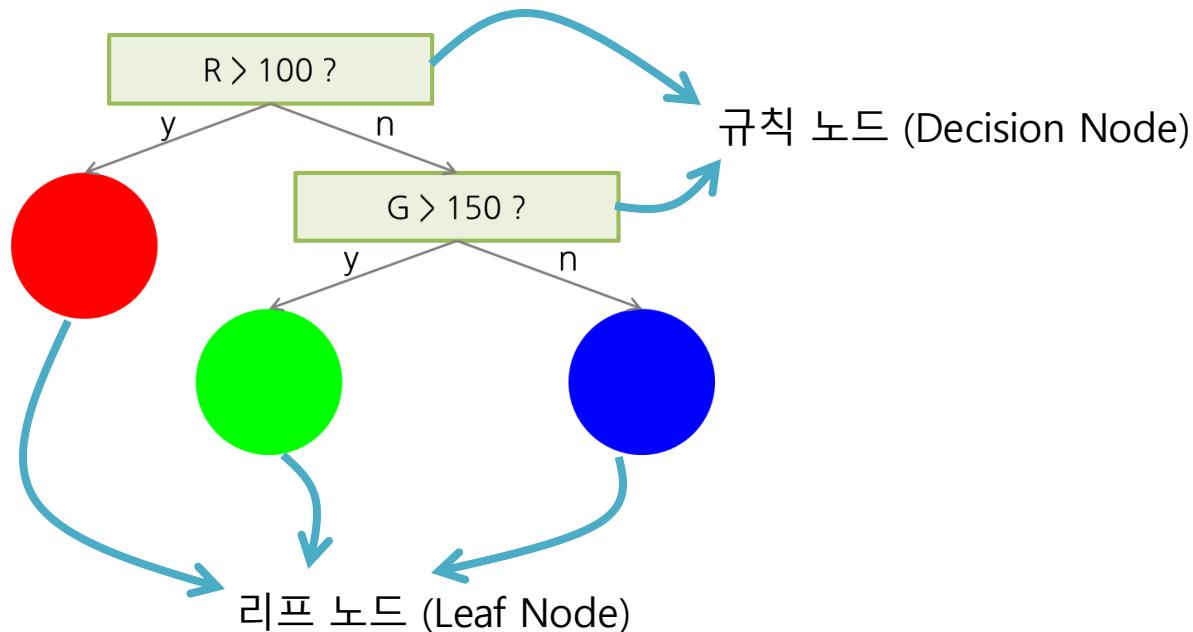 R > 100 ?
y
n
규칙 노드 (Decision Node)
G > 150 ?
y
n
리프 노드 (Leaf Node)